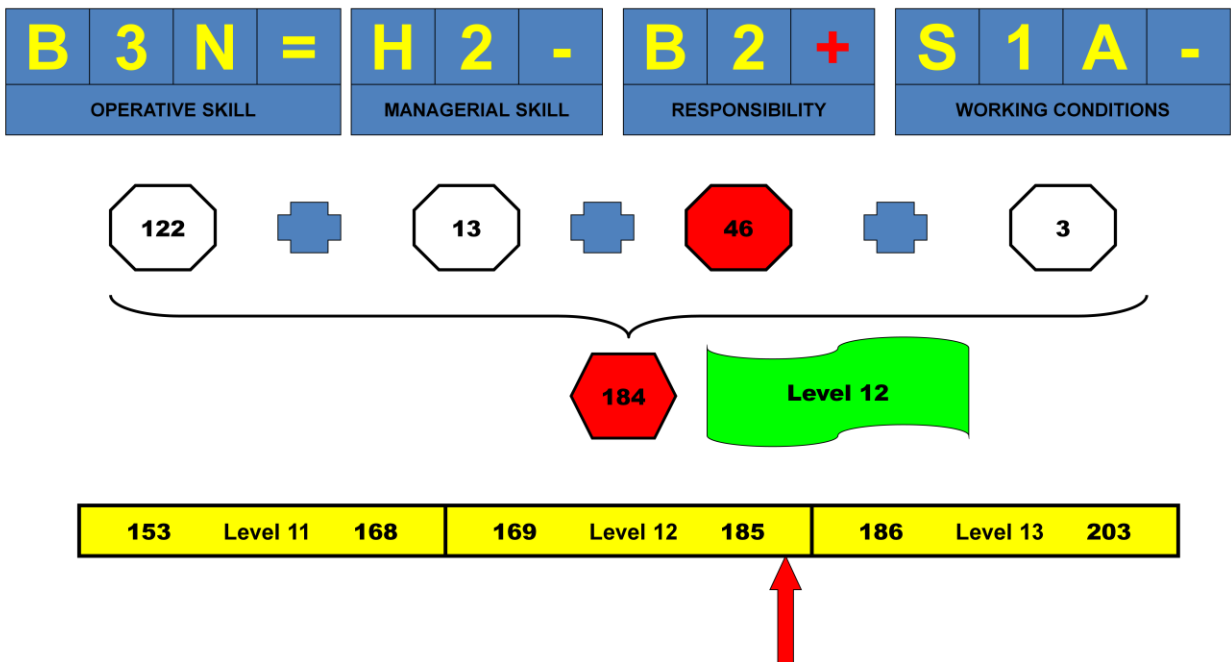 B 3 N = H 2 - B 2 + S 1 A -
OPERATIVE SKILL MANAGERIAL SKILL RESPONSIBILITY WORKING CONDITIONS
122 13 46 3
184 Level 12
153 Level 11 168 169 Level 12 185 186 Level 13 203